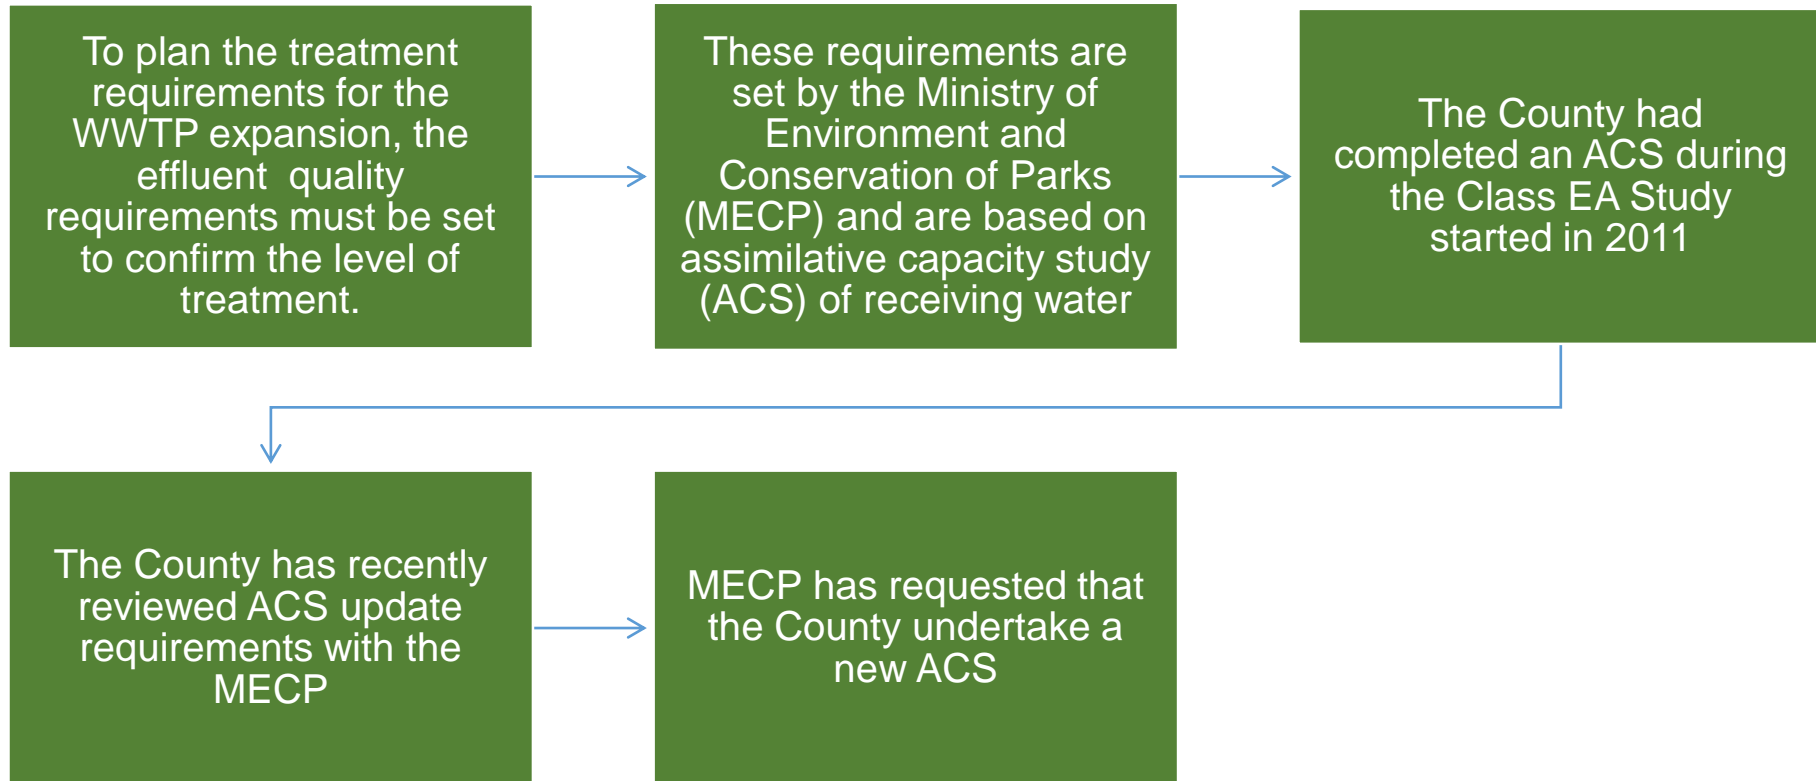 To plan the treatment
requirements for the
WWTP expansion, the
effluent  quality
requirements must be set
to confirm the level of
treatment.
These requirements are
set by the Ministry of
Environment and
Conservation of Parks
(MECP) and are based on
assimilative capacity study
(ACS) of receiving water
The County had
completed an ACS during
the Class EA Study
started in 2011
The County has recently
reviewed ACS update
requirements with the
MECP
MECP has requested that
the County undertake a
new ACS